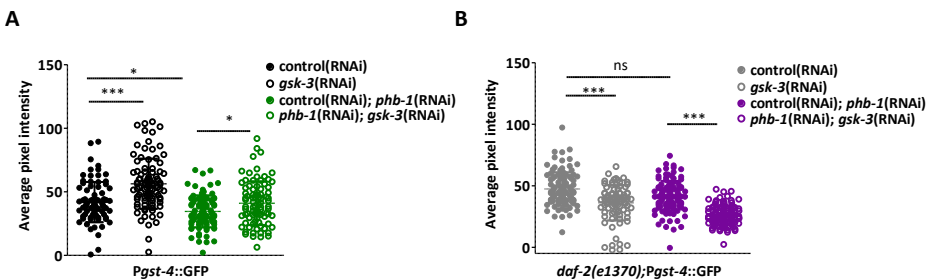 A
Average pixel intensity
150
100
50
0
*
***
*
control(RNAi)
gsk-3(RNAi)
control(RNAi); phb-1(RNAi)
phb-1(RNAi); gsk-3(RNAi)
Pgst-4::GFP
B
Average pixel intensity
150
100
50
0
ns
***
***
control(RNAi)
gsk-3(RNAi)
control(RNAi); phb-1(RNAi)
phb-1(RNAi); gsk-3(RNAi)
daf-2(e1370);Pgst-4::GFP